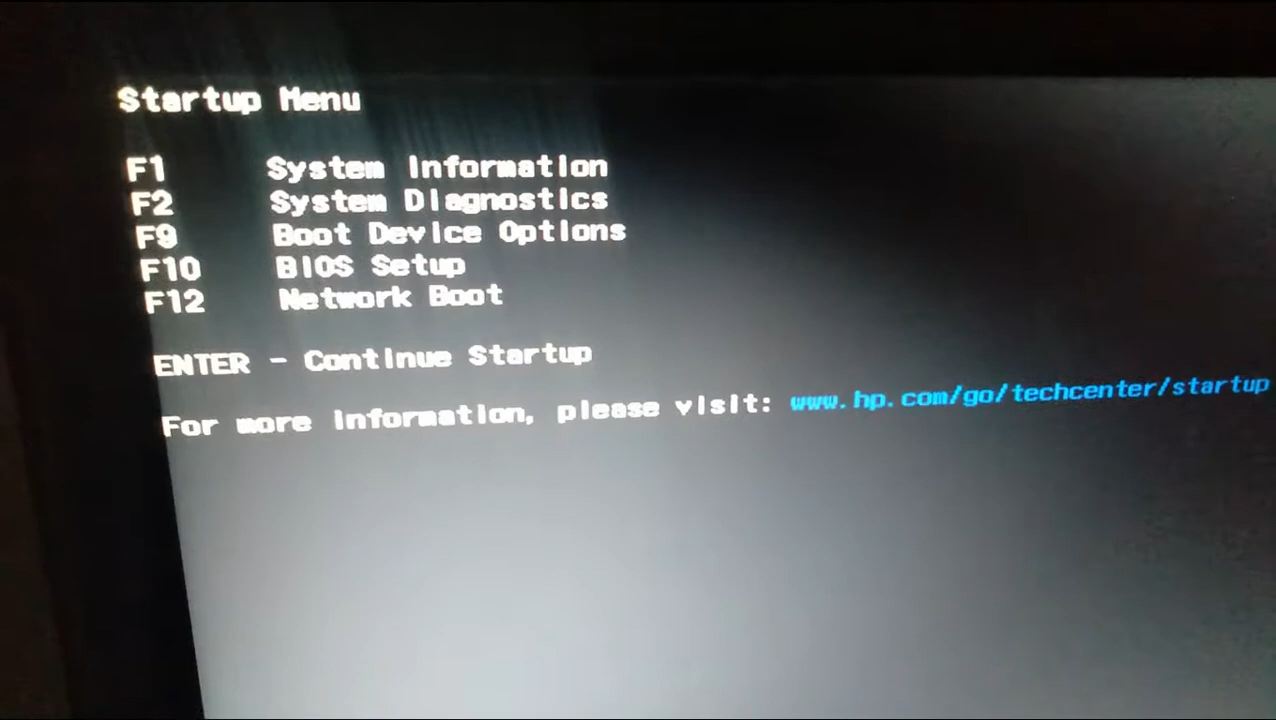 Startup Menu
F1 System Information
F2 System Diagnostics
F9 Boot Device Options
F10 BIOS Setup
F12 Network Boot
ENTER - Continue Startup
For more information, please visit: www.hp.com/go/techcenter/startup